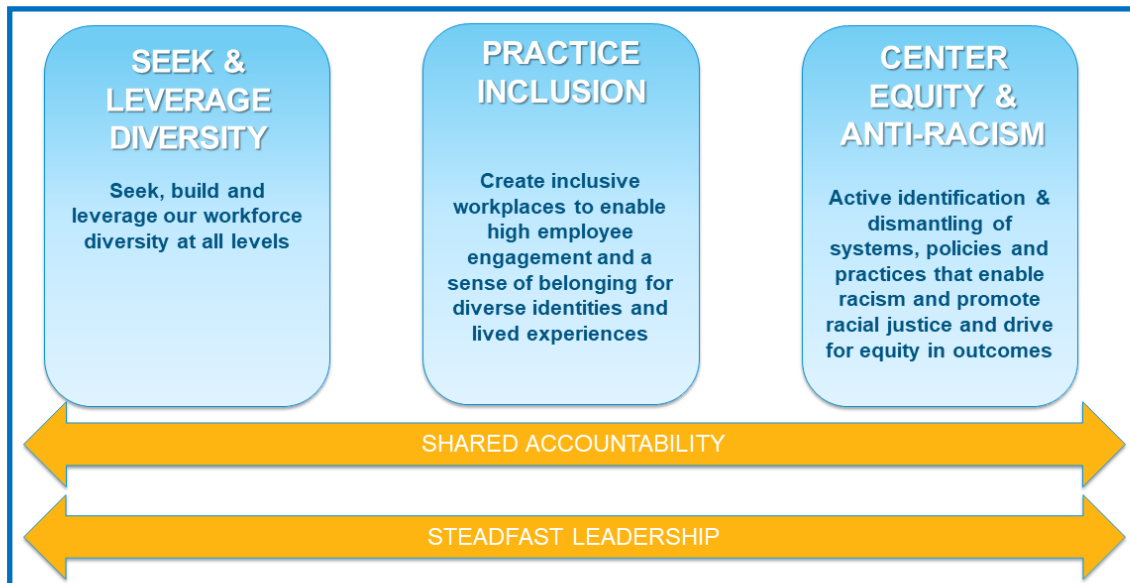 SEEK &
LEVERAGE
DIVERSITY
Seek, build and
leverage our workforce
diversity at all levels
PRACTICE
INCLUSION
Create inclusive
workplaces to enable
high employee
engagement and a
sense of belonging for
diverse identities and
lived experiences
CENTER
EQUITY &
ANTI-RACISM
Active identification &
dismantling of
systems, policies and
practices that enable
racism and promote
racial justice and drive
for equity in outcomes
SHARED ACCOUNTABILITY
STEADFAST LEADERSHIP